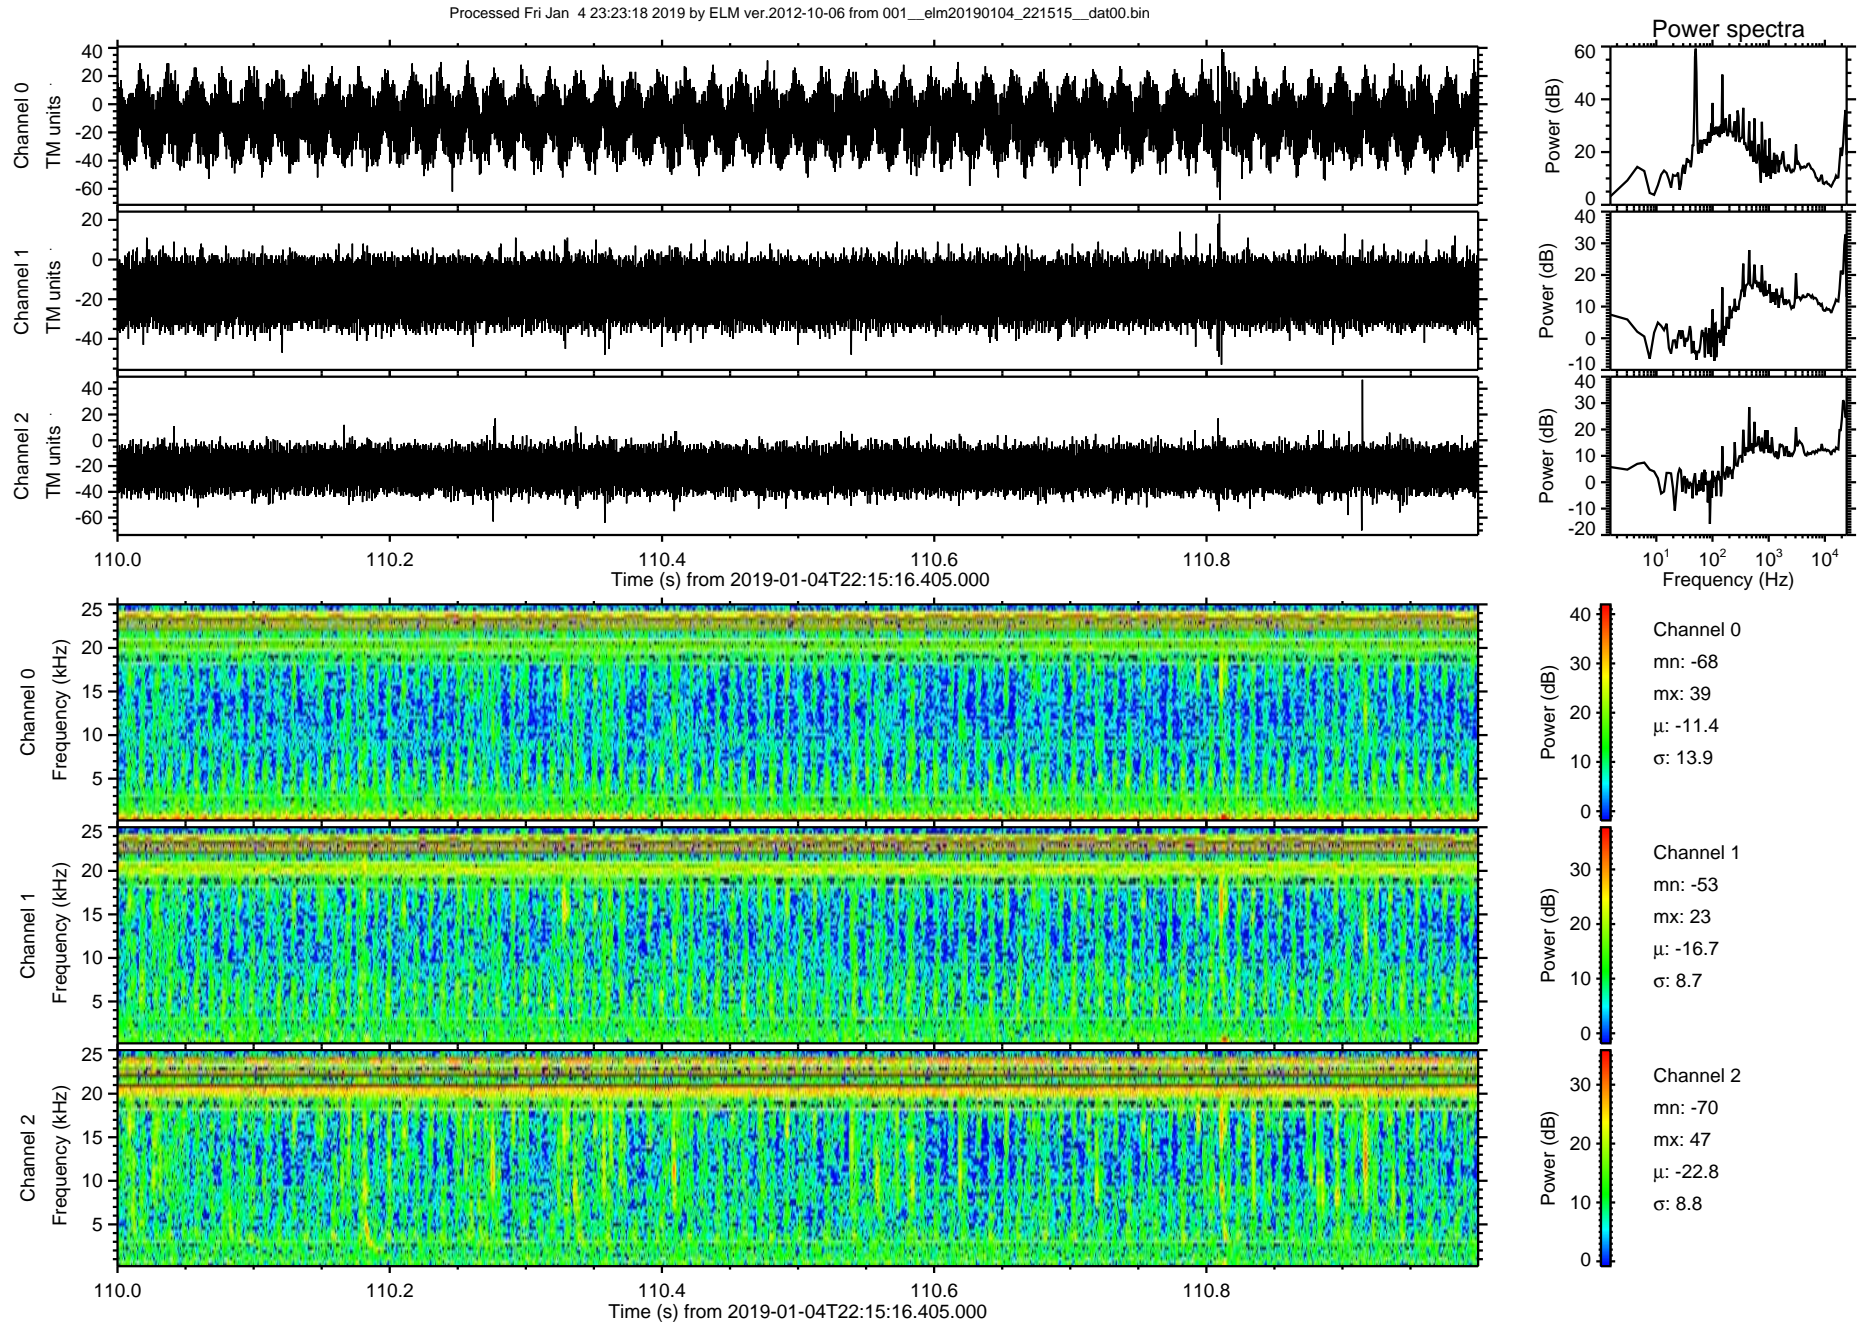 Processed Fri Jan 4 23:23:18 2019 by ELM ver.2012-10-06 from 001__elm20190104_221515__dat00.bin
Power spectra
Channel 0
TM units
40
20
0
-20
-40
-60
Power (dB)
60
40
20
0
Channel 1
TM units
20
0
-20
-40
Power (dB)
40
30
20
10
0
-10
Channel 2
TM units
40
20
0
-20
-40
-60
Power (dB)
40
30
20
10
0
-10
-20
110.0 110.2 110.4 110.6 110.8
Time (s) from 2019-01-04T22:15:16.405.000
10¹ 10² 10³ 10⁴
Frequency (Hz)
Channel 0
Frequency (kHz)
25
20
15
10
5
Power (dB)
40
30
20
10
0
Channel 0
mn: -68
mx: 39
μ: -11.4
σ: 13.9
Channel 1
Frequency (kHz)
25
20
15
10
5
Power (dB)
30
20
10
0
Channel 1
mn: -53
mx: 23
μ: -16.7
σ: 8.7
Channel 2
Frequency (kHz)
25
20
15
10
5
Power (dB)
30
20
10
0
Channel 2
mn: -70
mx: 47
μ: -22.8
σ: 8.8
110.0 110.2 110.4 110.6 110.8
Time (s) from 2019-01-04T22:15:16.405.000